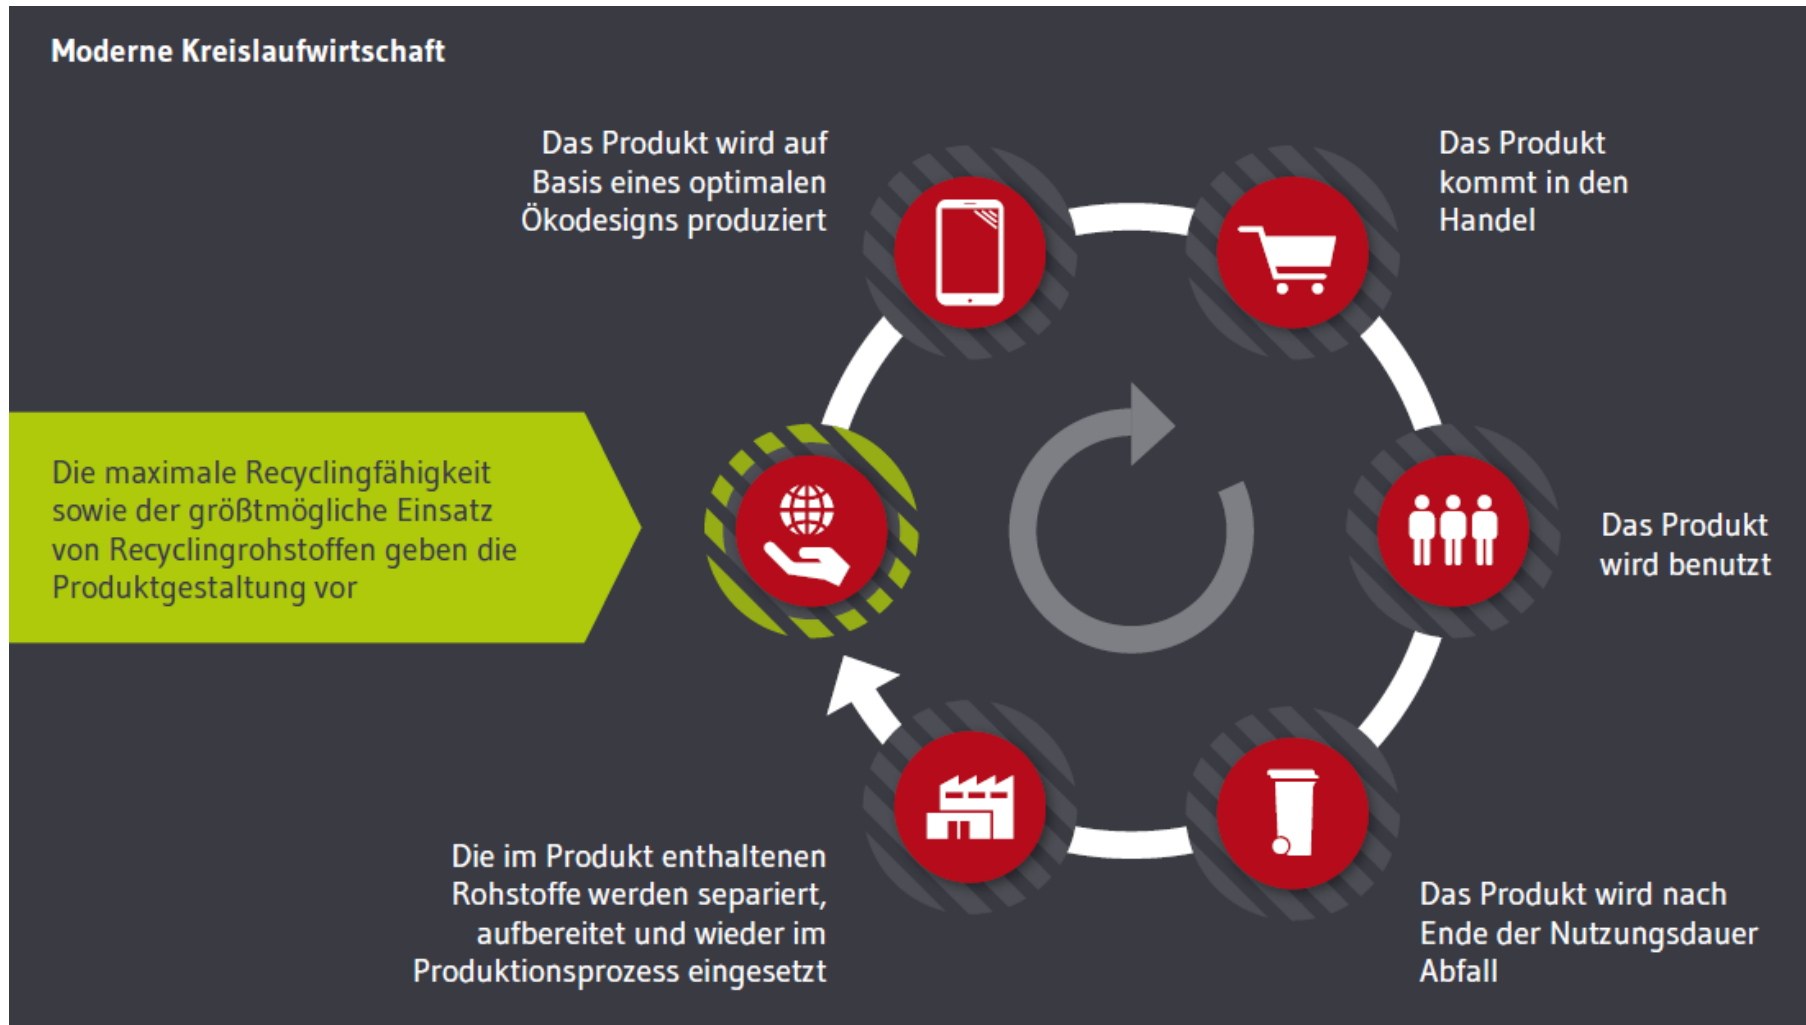 Moderne Kreislaufwirtschaft
Das Produkt wird auf
Basis eines optimalen
Ökodesigns produziert
Das Produkt
kommt in den
Handel
Die maximale Recyclingfähigkeit
sowie der größtmögliche Einsatz
von Recyclingrohstoffen geben die
Produktgestaltung vor
Das Produkt
wird benutzt
Die im Produkt enthaltenen
Rohstoffe werden separiert,
aufbereitet und wieder im
Produktionsprozess eingesetzt
Das Produkt wird nach
Ende der Nutzungsdauer
Abfall